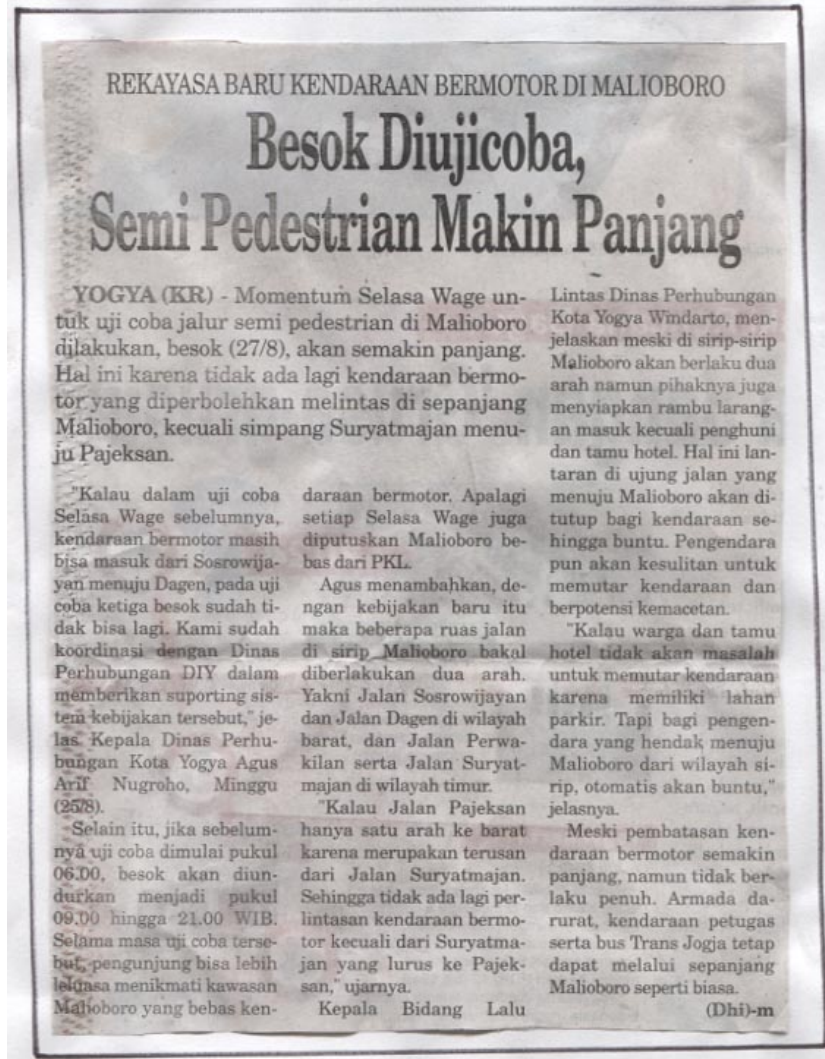 REKAYASA BARU KENDARAAN BERMOTOR DI MALIOBORO
Besok Diujicoba,
Semi Pedestrian Makin Panjang
YOGYA (KR) - Momentum Selasa Wage un-
tuk uji coba jalur semi pedestrian di Malioboro
dilakukan, besok (27/8), akan semakin panjang.
Hal ini karena tidak ada lagi kendaraan bermo-
tor yang diperbolehkan melintas di sepanjang
Malioboro, kecuali simpang Suryatmajan menu-
ju Pajeksan.
"Kalau dalam uji coba
Selasa Wage sebelumnya,
kendaraan bermotor masih
bisa masuk dari Sosrowija-
yan menuju Dagen, pada uji
coba ketiga besok sudah ti-
dak bisa lagi. Kami sudah
koordinasi dengan Dinas
Perhubungan DIY dalam
memberikan suporting sis-
tem kebijakan tersebut," je-
las Kepala Dinas Perhu-
bungan Kota Yogya Agus
Arif Nugroho, Minggu
(25/8).
Selain itu, jika sebelum-
nya uji coba dimulai pukul
06.00, besok akan diun-
durkan menjadi pukul
09.00 hingga 21.00 WIB.
Selama masa uji coba terse-
but, pengunjung bisa lebih
leluasa menikmati kawasan
Malioboro yang bebas ken-
daraan bermotor. Apalagi
setiap Selasa Wage juga
diputuskan Malioboro be-
bas dari PKL.
Agus menambahkan, de-
ngan kebijakan baru itu
maka beberapa ruas jalan
di sirip Malioboro bakal
diberlakukan dua arah.
Yakni Jalan Sosrowijayan
dan Jalan Dagen di wilayah
barat, dan Jalan Perwa-
kilan serta Jalan Suryat-
majan di wilayah timur.
"Kalau Jalan Pajeksan
hanya satu arah ke barat
karena merupakan terusan
dari Jalan Suryatmajan.
Sehingga tidak ada lagi per-
lintasan kendaraan bermo-
tor kecuali dari Suryatma-
jan yang lurus ke Pajek-
san," ujarnya.
Kepala Bidang Lalu
Lintas Dinas Perhubungan
Kota Yogya Windarto, men-
jelaskan meski di sirip-sirip
Malioboro akan berlaku dua
arah namun pihaknya juga
menyiapkan rambu larang-
an masuk kecuali penghuni
dan tamu hotel. Hal ini lan-
taran di ujung jalan yang
menuju Malioboro akan di-
tutup bagi kendaraan se-
hingga buntu. Pengendara
pun akan kesulitan untuk
memutar kendaraan dan
berpotensi kemacetan.
"Kalau warga dan tamu
hotel tidak akan masalah
untuk memutar kendaraan
karena memiliki lahan
parkir. Tapi bagi pengen-
dara yang hendak menuju
Malioboro dari wilayah si-
rip, otomatis akan buntu,"
jelasnya.
Meski pembatasan ken-
daraan bermotor semakin
panjang, namun tidak ber-
laku penuh. Armada da-
rurat, kendaraan petugas
serta bus Trans Jogja tetap
dapat melalui sepanjang
Malioboro seperti biasa.
(Dhi)-m